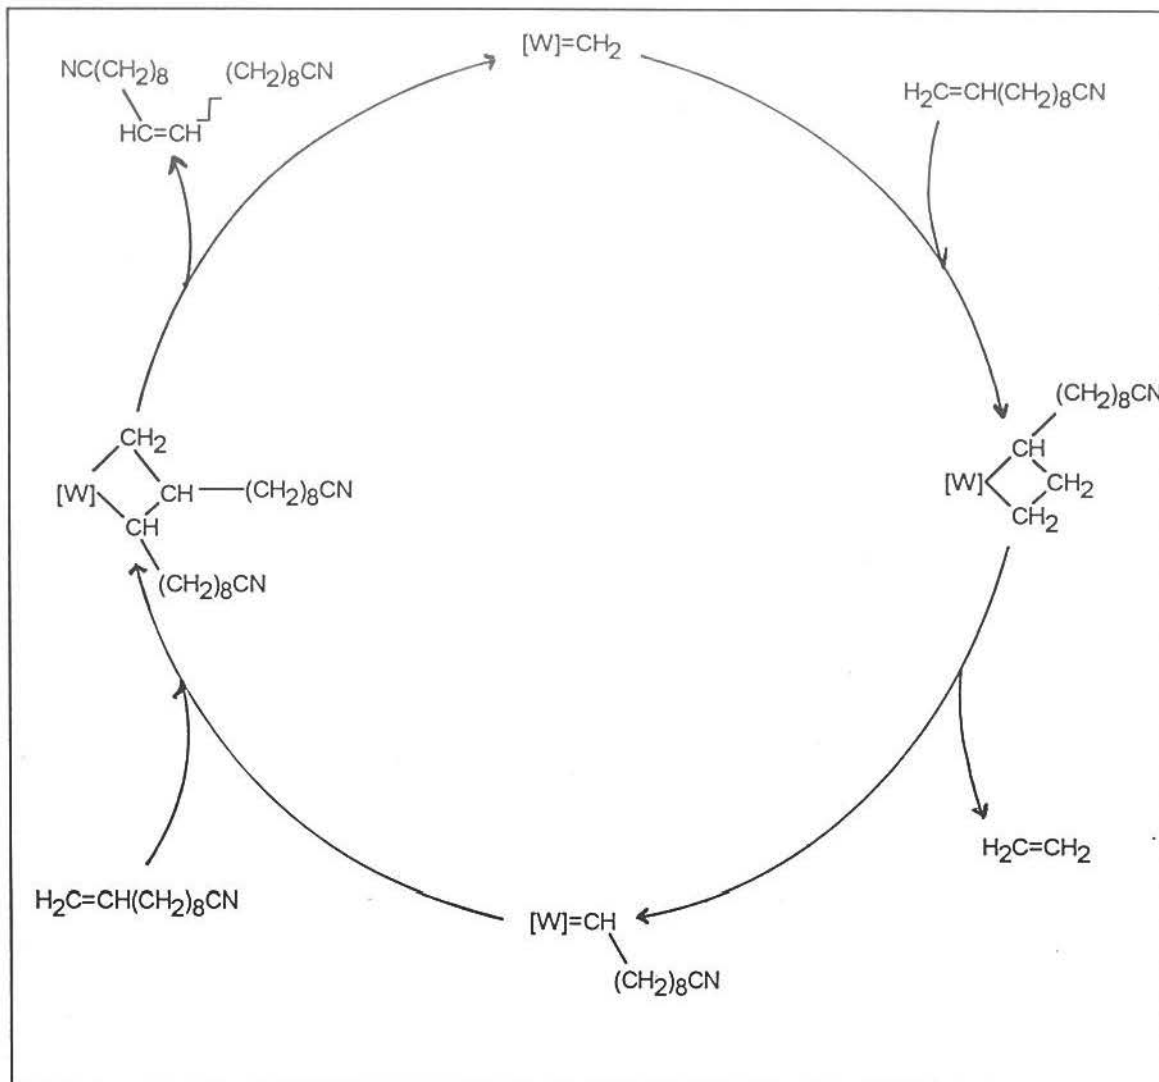 [W]=CH2
NC(CH2)8 (CH2)8CN
HC=CH
H2C=CH(CH2)8CN
(CH2)8CN
CH
[W] CH2
CH2
CH2
[W] CH (CH2)8CN
CH
(CH2)8CN
H2C=CH2
H2C=CH(CH2)8CN
[W]=CH
(CH2)8CN